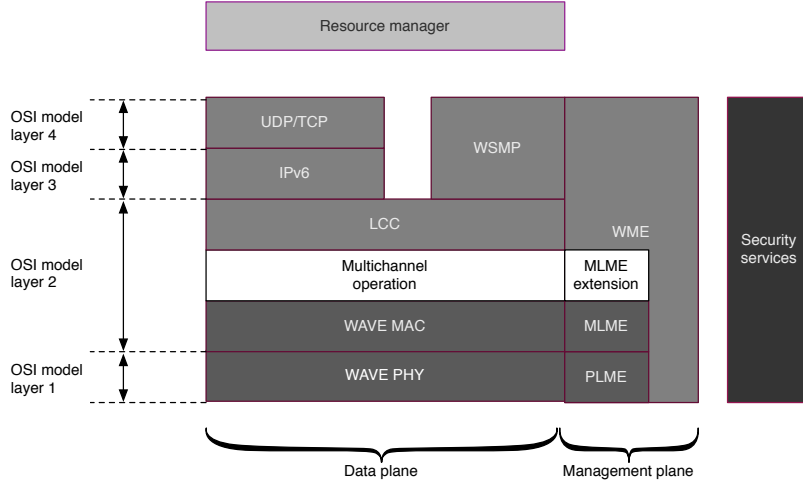 Resource manager
OSI model
layer 4
UDP/TCP
WSMP
OSI model
layer 3
IPv6
LCC
WME
OSI model
layer 2
Multichannel
operation
MLME
extension
Security
services
WAVE MAC
MLME
OSI model
layer 1
WAVE PHY
PLME
Data plane
Management plane